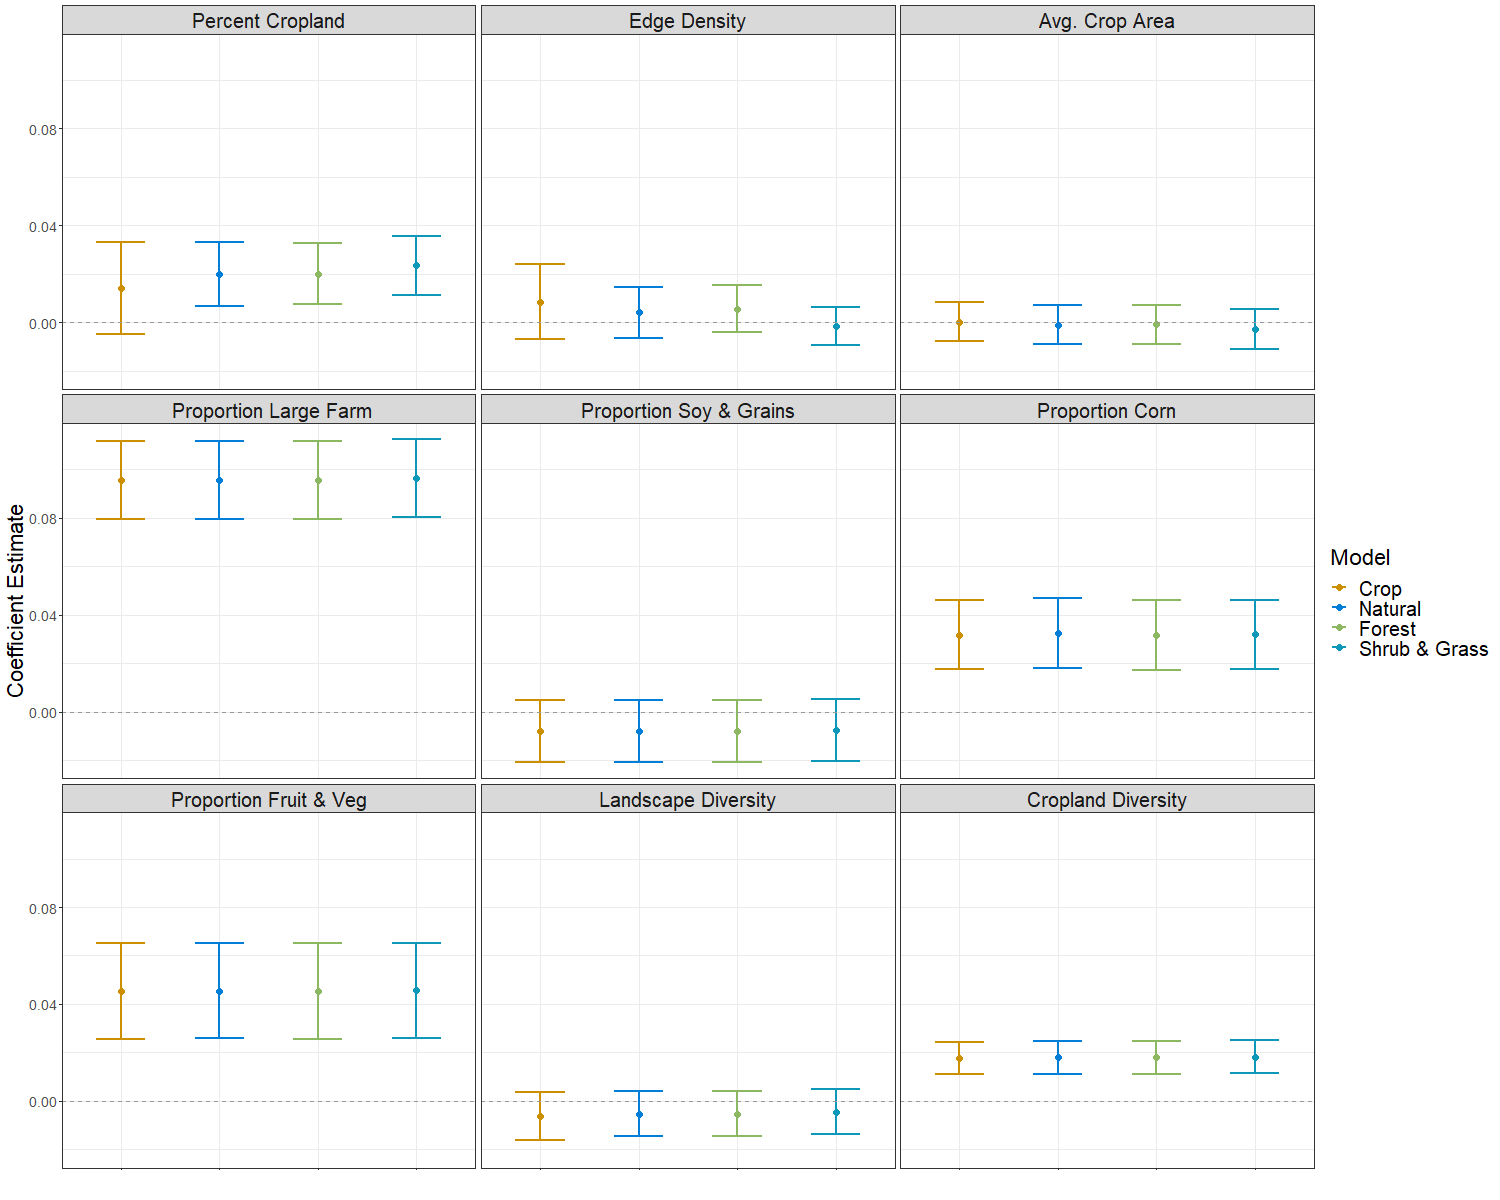 Percent Cropland
Edge Density
Avg. Crop Area
0.08
0.04
0.00
Proportion Large Farm
Proportion Soy & Grains
Proportion Corn
0.08
0.04
0.00
Proportion Fruit & Veg
Landscape Diversity
Cropland Diversity
0.08
0.04
0.00
Coefficient Estimate
Model
Crop
Natural
Forest
Shrub & Grass